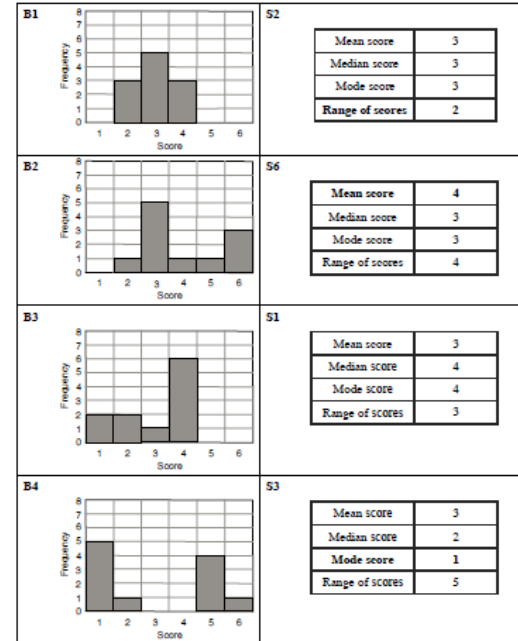 B1
8
7
6
5
4
3
2
1
0
Frequency
1 2 3 4 5 6
Score
S2
Mean score 3
Median score 3
Mode score 3
Range of scores 2
B2
8
7
6
5
4
3
2
1
0
Frequency
1 2 3 4 5 6
Score
S6
Mean score 4
Median score 3
Mode score 3
Range of scores 4
B3
8
7
6
5
4
3
2
1
0
Frequency
1 2 3 4 5 6
Score
S1
Mean score 3
Median score 4
Mode score 4
Range of scores 3
B4
8
7
6
5
4
3
2
1
0
Frequency
1 2 3 4 5 6
Score
S3
Mean score 3
Median score 2
Mode score 1
Range of scores 5